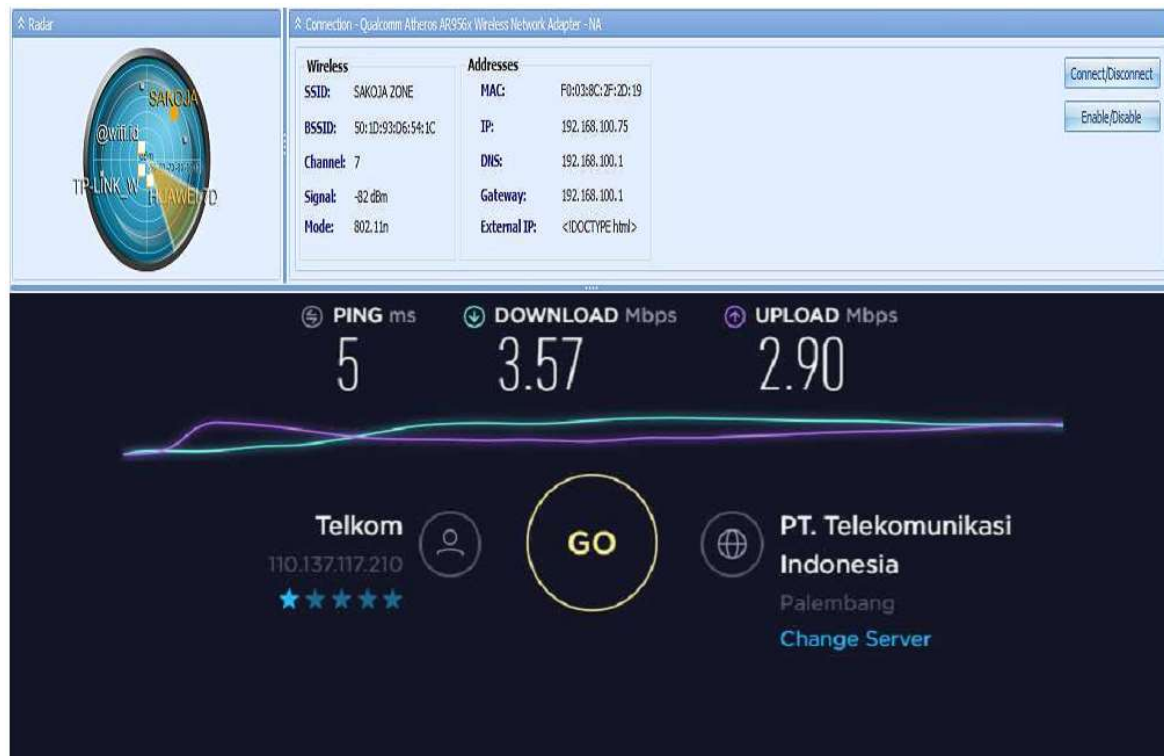 Radar
SAKOJA
@wifi.id
TP-LINK_W
HUAWEI-7D
Connection - Qualcomm Atheros AR956x Wireless Network Adapter - NA
Wireless
SSID: SAKOJA ZONE
BSSID: 50:1D:93:D6:54:1C
Channel: 7
Signal: -82 dBm
Mode: 802.11n
Addresses
MAC: F0:03:8C:2F:2D:19
IP: 192.168.100.75
DNS: 192.168.100.1
Gateway: 192.168.100.1
External IP: <!DOCTYPE html>
Connect/Disconnect
Enable/Disable
PING ms
5
DOWNLOAD Mbps
3.57
UPLOAD Mbps
2.90
Telkom
110.137.117.210
GO
PT. Telekomunikasi
Indonesia
Palembang
Change Server